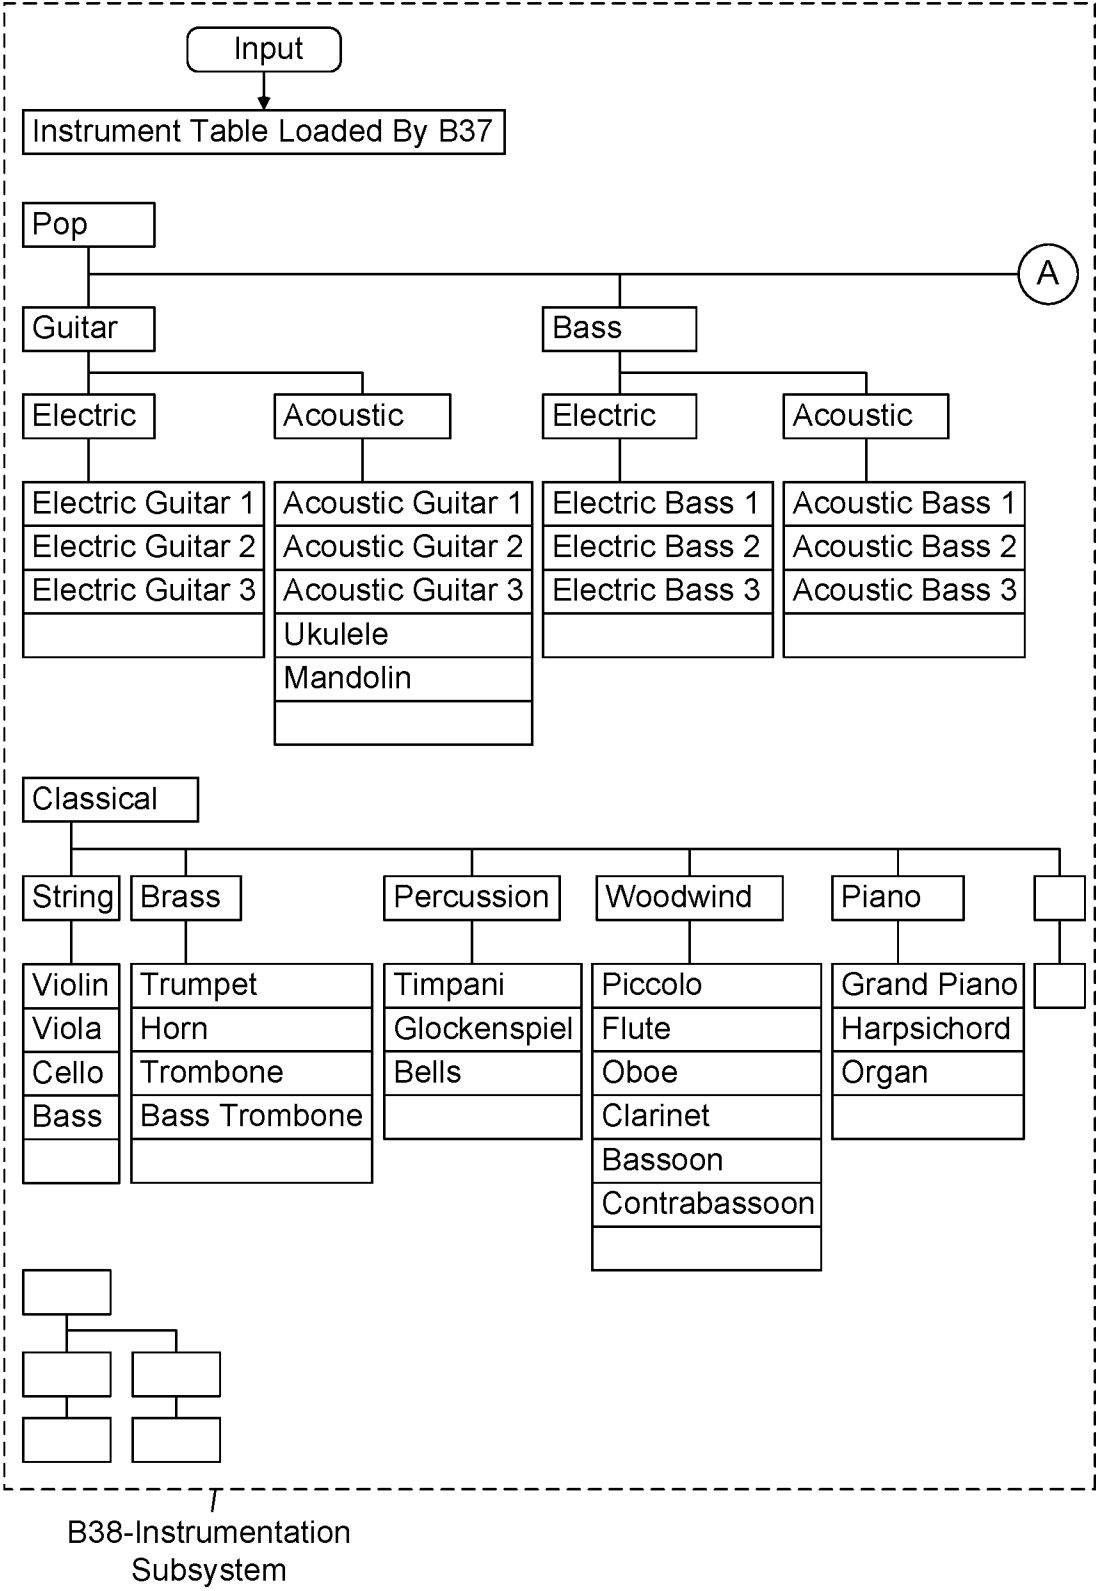 Input
Instrument Table Loaded By B37
Pop
A
Guitar
Bass
Electric
Acoustic
Electric
Acoustic
Electric Guitar 1
Electric Guitar 2
Electric Guitar 3
Acoustic Guitar 1
Acoustic Guitar 2
Acoustic Guitar 3
Ukulele
Mandolin
Electric Bass 1
Electric Bass 2
Electric Bass 3
Acoustic Bass 1
Acoustic Bass 2
Acoustic Bass 3
Classical
String
Brass
Percussion
Woodwind
Piano
Violin
Viola
Cello
Bass
Trumpet
Horn
Trombone
Bass Trombone
Timpani
Glockenspiel
Bells
Piccolo
Flute
Oboe
Clarinet
Bassoon
Contrabassoon
Grand Piano
Harpsichord
Organ
B38-Instrumentation
Subsystem